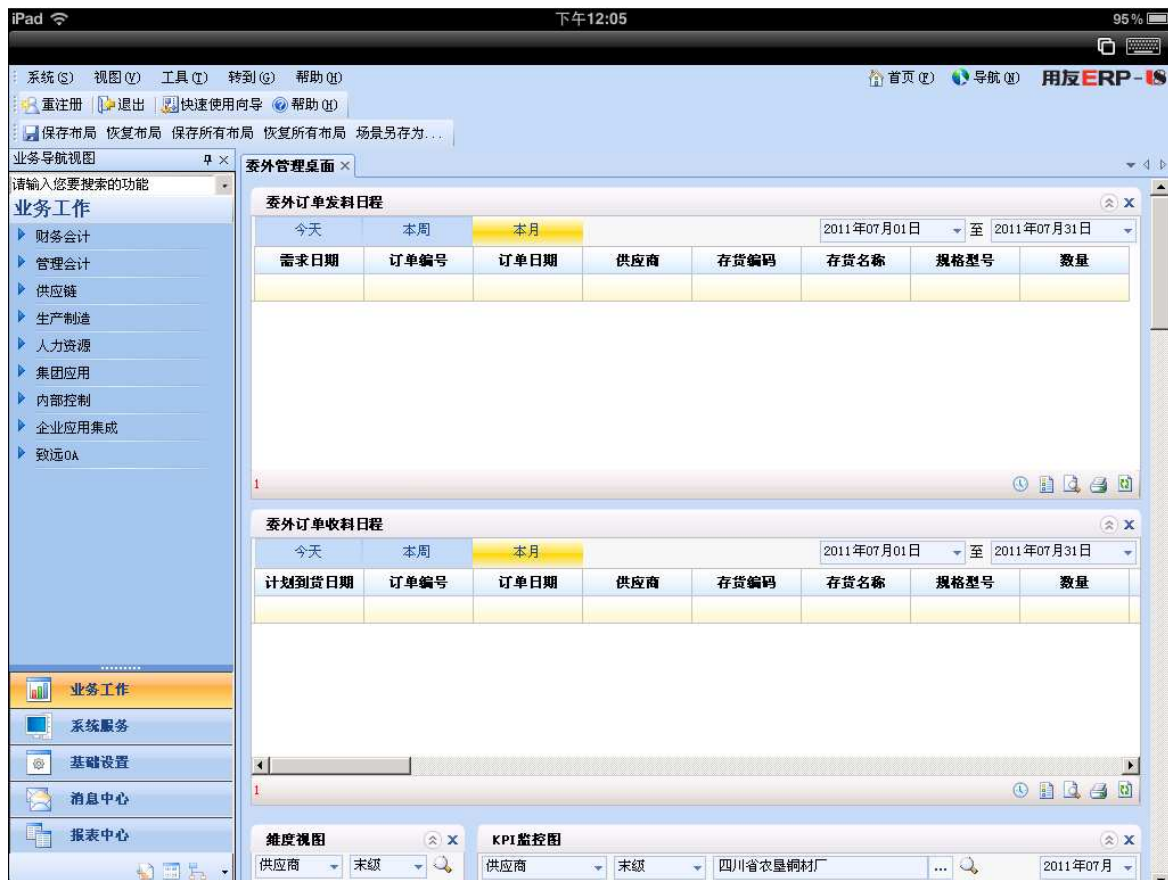 iPad 下午12:05 95%
系统(S) 视图(V) 工具(T) 转到(G) 帮助(H) 首页(F) 导航(N) 用友ERP-U8
重注册 退出 快速使用向导 帮助(H)
保存布局 恢复布局 保存所有布局 恢复所有布局 场景另存为...
业务导航视图
请输入您要搜索的功能
业务工作
财务会计
管理会计
供应链
生产制造
人力资源
集团应用
内部控制
企业应用集成
致远OA
业务工作
系统服务
基础设置
消息中心
报表中心
委外管理桌面
委外订单发料日程
今天 本周 本月 2011年07月01日 至 2011年07月31日
需求日期 订单编号 订单日期 供应商 存货编码 存货名称 规格型号 数量
1
委外订单收料日程
今天 本周 本月 2011年07月01日 至 2011年07月31日
计划到货日期 订单编号 订单日期 供应商 存货编码 存货名称 规格型号 数量
1
维度视图 KPI监控图
供应商 末级 供应商 末级 四川省农垦铜材厂 ... 2011年07月